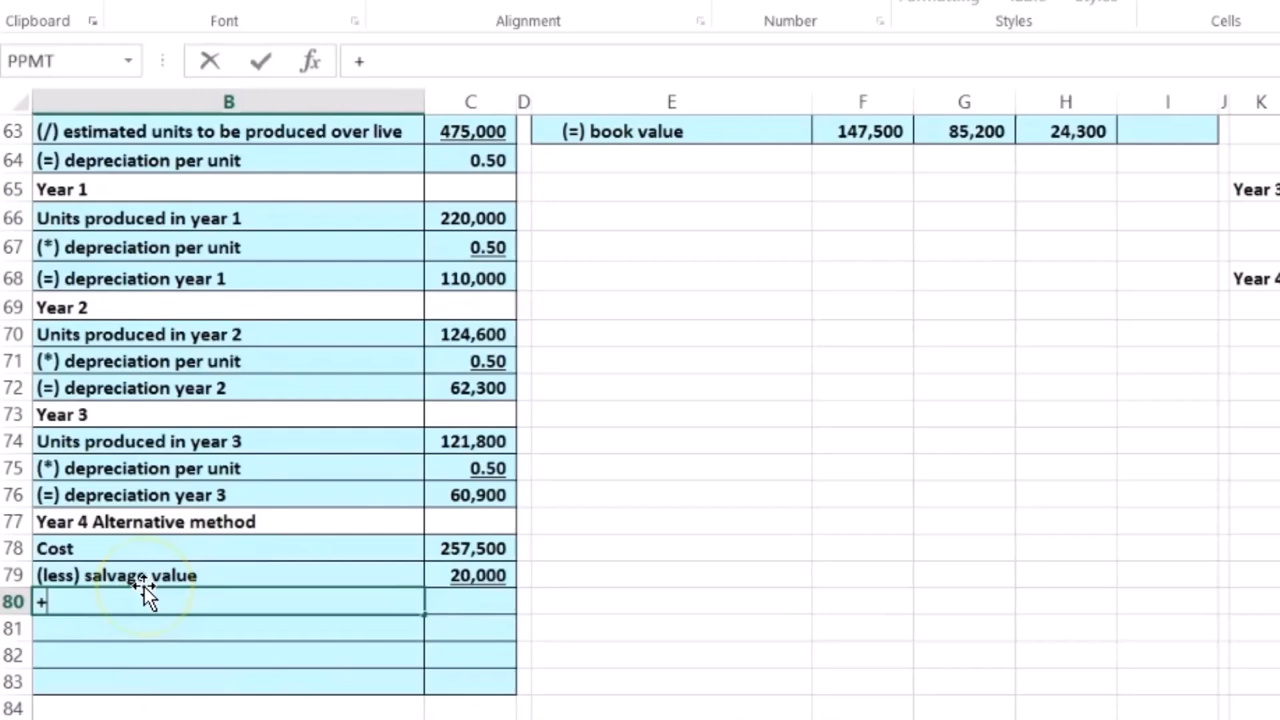 Clipboard Font Alignment Number Styles Cells
PPMT fx +
B C D E F G H I J K
63 (/) estimated units to be produced over live 475,000 (=) book value 147,500 85,200 24,300
64 (=) depreciation per unit 0.50
65 Year 1 Year 3
66 Units produced in year 1 220,000
67 (*) depreciation per unit 0.50
68 (=) depreciation year 1 110,000 Year 4
69 Year 2
70 Units produced in year 2 124,600
71 (*) depreciation per unit 0.50
72 (=) depreciation year 2 62,300
73 Year 3
74 Units produced in year 3 121,800
75 (*) depreciation per unit 0.50
76 (=) depreciation year 3 60,900
77 Year 4 Alternative method
78 Cost 257,500
79 (less) salvage value 20,000
80 +
81
82
83
84